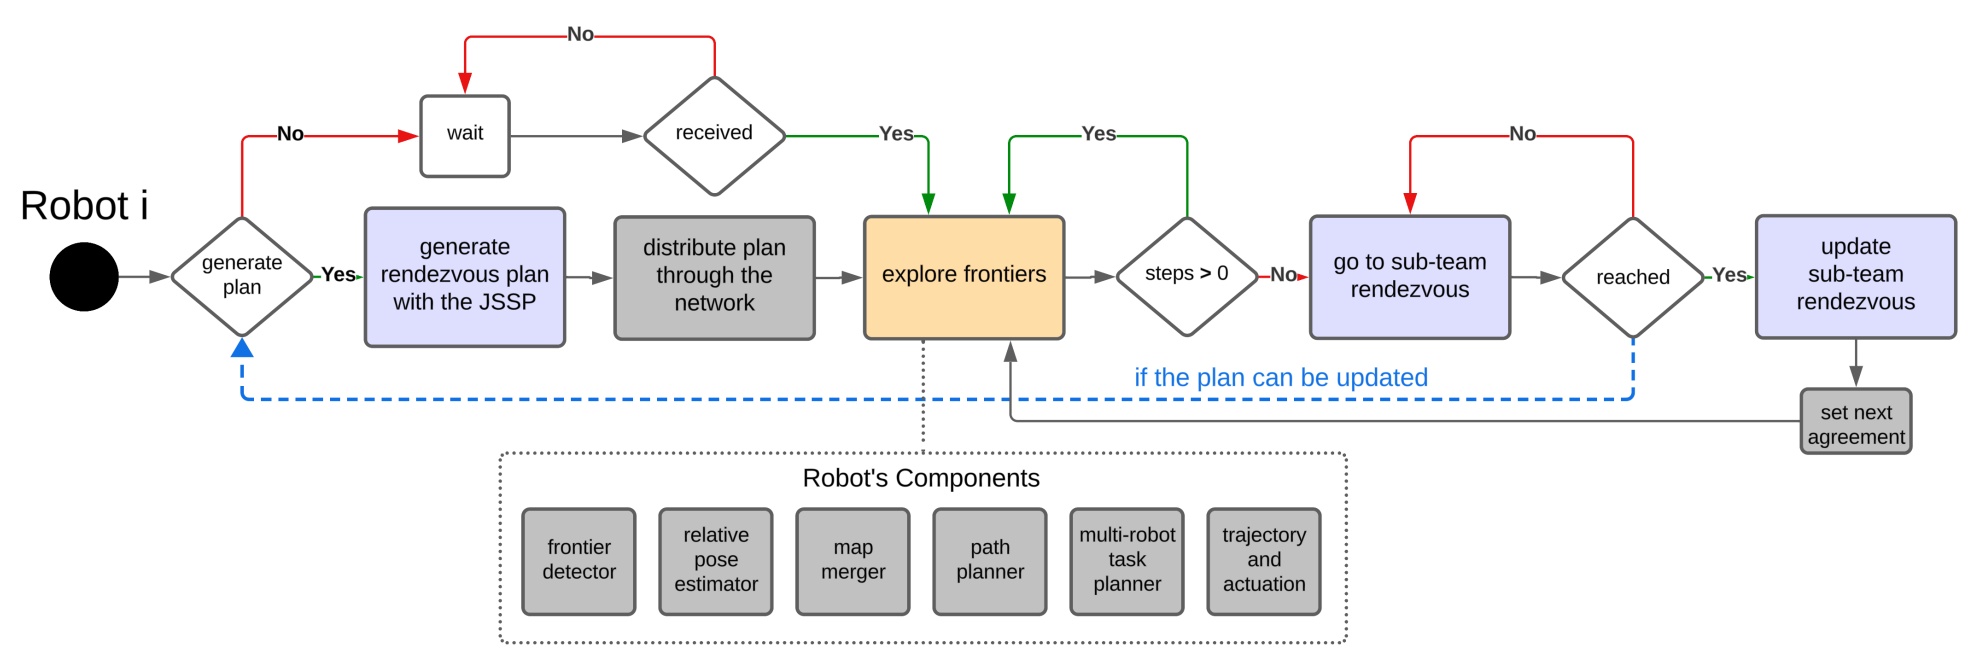 No
No
wait
received
Yes
Yes
No
Robot i
generate
plan
Yes
generate
rendezvous plan
with the JSSP
distribute plan
through the
network
explore frontiers
steps > 0
No
go to sub-team
rendezvous
reached
Yes
update
sub-team
rendezvous
if the plan can be updated
set next
agreement
Robot's Components
frontier
detector
relative
pose
estimator
map
merger
path
planner
multi-robot
task
planner
trajectory
and
actuation